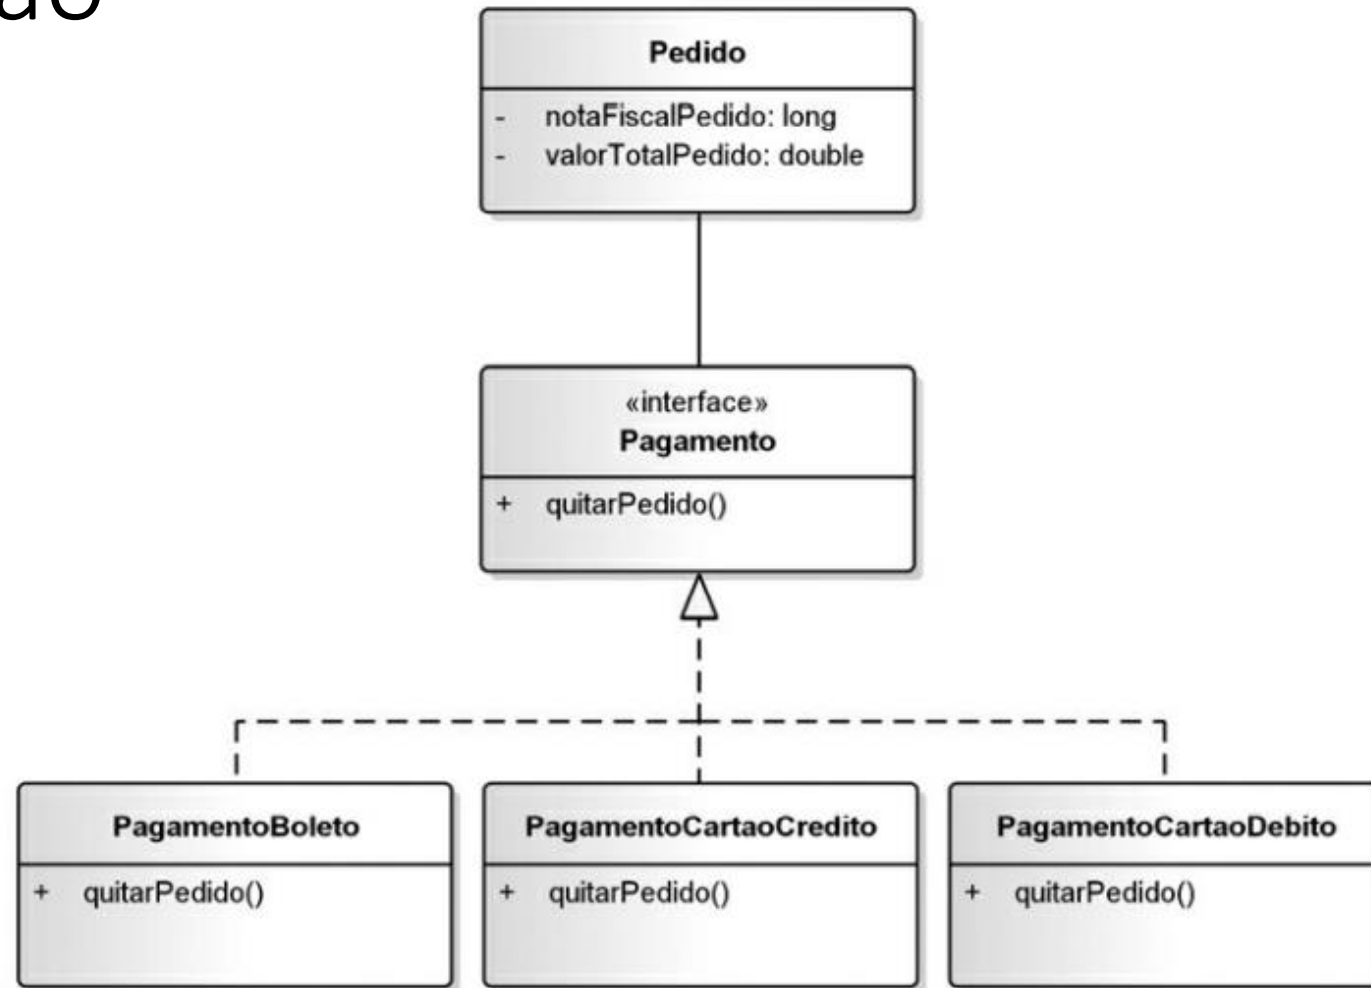 Pedido
- notaFiscalPedido: long
- valorTotalPedido: double
«interface»
Pagamento
+ quitarPedido()
PagamentoBoleto
+ quitarPedido()
PagamentoCartaoCredito
+ quitarPedido()
PagamentoCartaoDebito
+ quitarPedido()